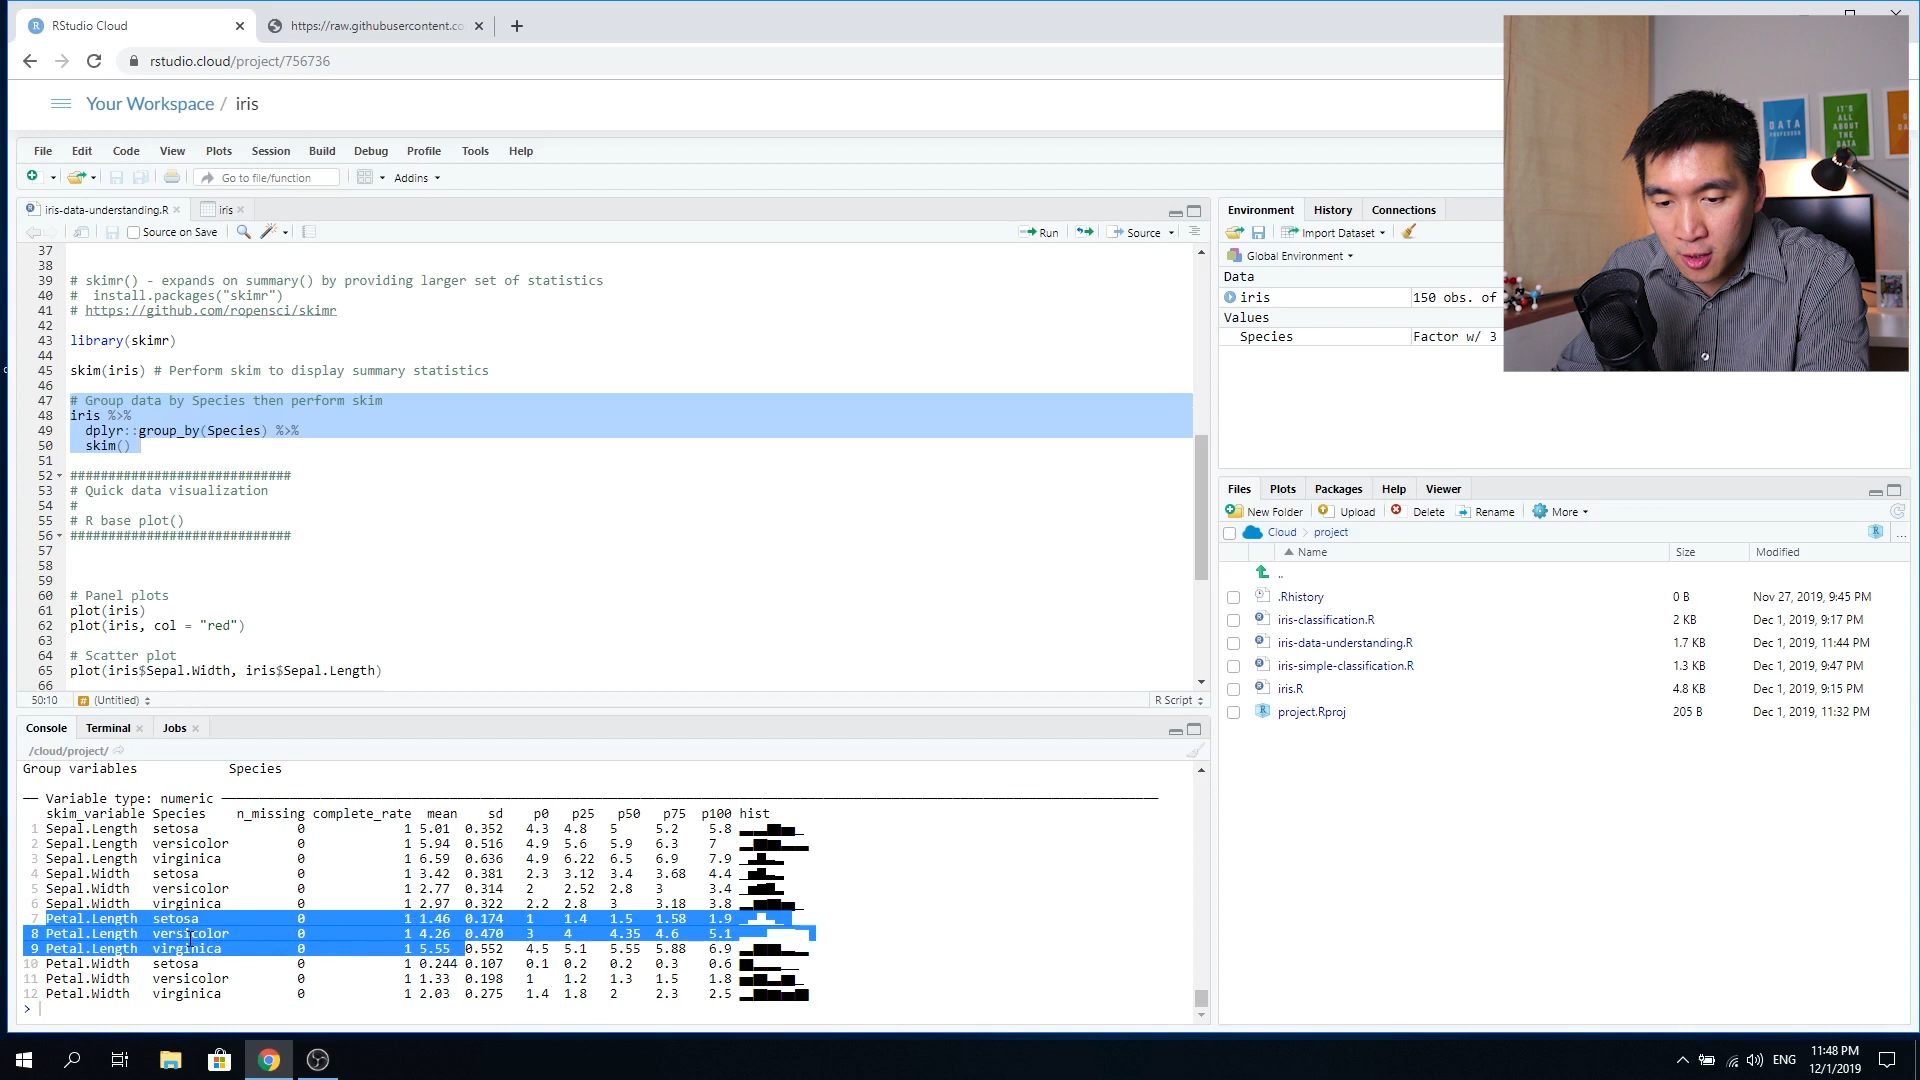 RStudio Cloud
https://raw.githubusercontent.co
rstudio.cloud/project/756736
Your Workspace / iris
File Edit Code View Plots Session Build Debug Profile Tools Help
Go to file/function Addins
iris-data-understanding.R iris
Source on Save Run Source
37
38
39 # skimr() - expands on summary() by providing larger set of statistics
40 #  install.packages("skimr")
41 # https://github.com/ropensci/skimr
42
43 library(skimr)
44
45 skim(iris) # Perform skim to display summary statistics
46
47 # Group data by Species then perform skim
48 iris %>%
49 dplyr::group_by(Species) %>%
50 skim()
51
52 #############################
53 # Quick data visualization
54 #
55 # R base plot()
56 #############################
57
58
59
60 # Panel plots
61 plot(iris)
62 plot(iris, col = "red")
63
64 # Scatter plot
65 plot(iris$Sepal.Width, iris$Sepal.Length)
66
50:10 # (Untitled) R Script
Console Terminal Jobs
/cloud/project/
Group variables Species
── Variable type: numeric
skim_variable Species n_missing complete_rate mean sd p0 p25 p50 p75 p100 hist
1 Sepal.Length setosa 0 1 5.01 0.352 4.3 4.8 5 5.2 5.8
2 Sepal.Length versicolor 0 1 5.94 0.516 4.9 5.6 5.9 6.3 7
3 Sepal.Length virginica 0 1 6.59 0.636 4.9 6.22 6.5 6.9 7.9
4 Sepal.Width setosa 0 1 3.42 0.381 2.3 3.12 3.4 3.68 4.4
5 Sepal.Width versicolor 0 1 2.77 0.314 2 2.52 2.8 3 3.4
6 Sepal.Width virginica 0 1 2.97 0.322 2.2 2.8 3 3.18 3.8
7 Petal.Length setosa 0 1 1.46 0.174 1 1.4 1.5 1.58 1.9
8 Petal.Length versicolor 0 1 4.26 0.470 3 4 4.35 4.6 5.1
9 Petal.Length virginica 0 1 5.55 0.552 4.5 5.1 5.55 5.88 6.9
10 Petal.Width setosa 0 1 0.244 0.107 0.1 0.2 0.2 0.3 0.6
11 Petal.Width versicolor 0 1 1.33 0.198 1 1.2 1.3 1.5 1.8
12 Petal.Width virginica 0 1 2.03 0.275 1.4 1.8 2 2.3 2.5
>
Environment History Connections
Import Dataset
Global Environment
Data
iris 150 obs. of
Values
Species Factor w/ 3
DATA
IT'S
ALL
ABOUT
THE
DATA
Files Plots Packages Help Viewer
New Folder Upload Delete Rename More
Cloud > project
Name Size Modified
..
.Rhistory 0 B Nov 27, 2019, 9:45 PM
iris-classification.R 2 KB Dec 1, 2019, 9:17 PM
iris-data-understanding.R 1.7 KB Dec 1, 2019, 11:44 PM
iris-simple-classification.R 1.3 KB Dec 1, 2019, 9:47 PM
iris.R 4.8 KB Dec 1, 2019, 9:15 PM
project.Rproj 205 B Dec 1, 2019, 11:32 PM
ENG
11:48 PM
12/1/2019